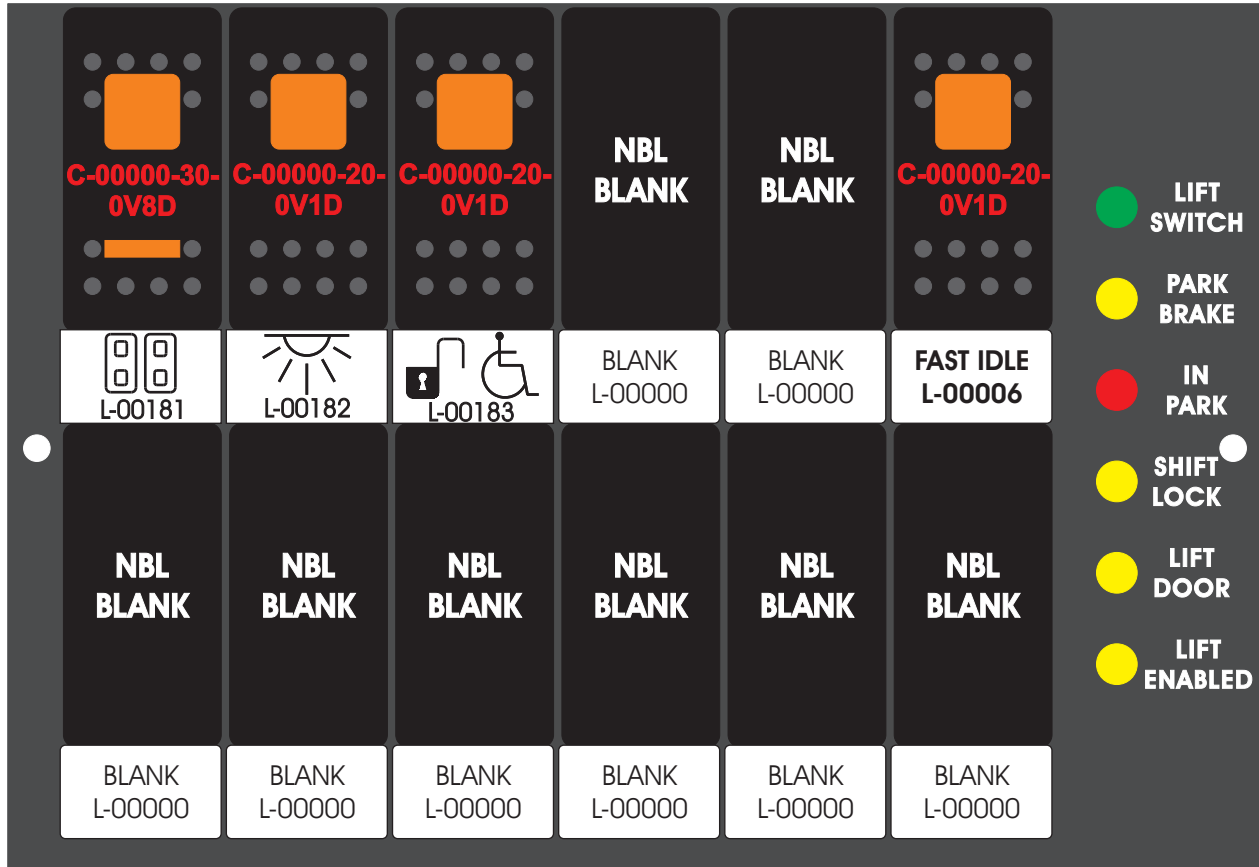 C-00000-30-
0V8D
C-00000-20-
0V1D
C-00000-20-
0V1D
NBL
BLANK
NBL
BLANK
C-00000-20-
0V1D
L-00181
L-00182
L-00183
BLANK
L-00000
BLANK
L-00000
FAST IDLE
L-00006
NBL
BLANK
NBL
BLANK
NBL
BLANK
NBL
BLANK
NBL
BLANK
NBL
BLANK
BLANK
L-00000
BLANK
L-00000
BLANK
L-00000
BLANK
L-00000
BLANK
L-00000
BLANK
L-00000
LIFT
SWITCH
PARK
BRAKE
IN
PARK
SHIFT
LOCK
LIFT
DOOR
LIFT
ENABLED